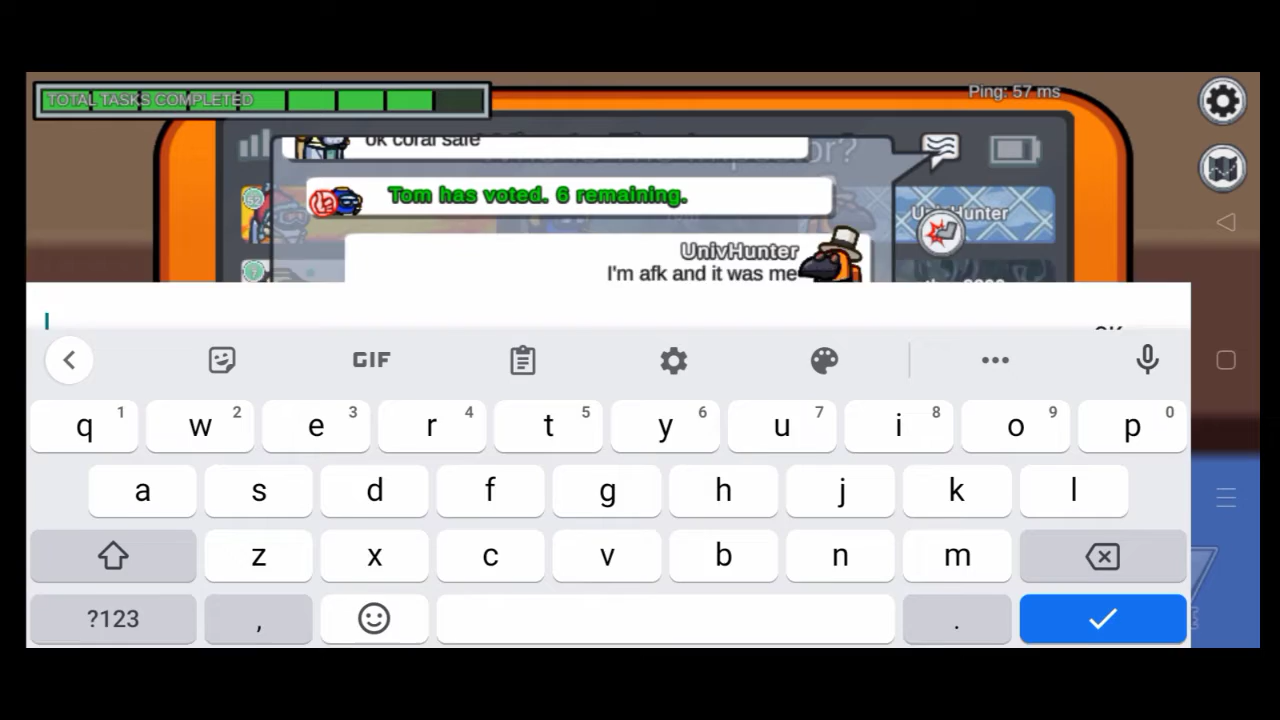 TOTAL TASKS COMPLETED
Ping: 57 ms
ok coral safe
Tom has voted. 6 remaining.
UnivHunter
UnivHunter
I'm afk and it was me
GIF
q 1 w 2 e 3 r 4 t 5 y 6 u 7 i 8 o 9 p 0
a s d f g h j k l
z x c v b n m
?123 , .